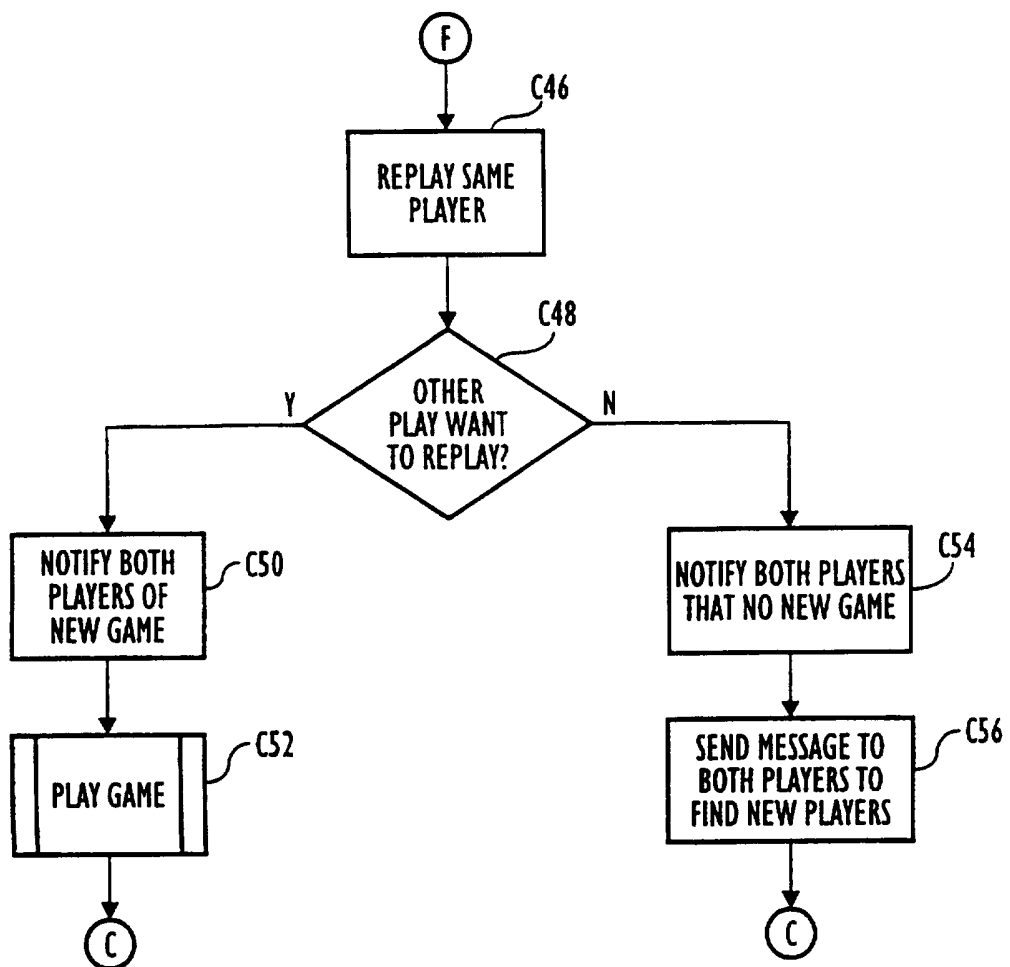 F
C46
REPLAY SAME
PLAYER
C48
OTHER
PLAY WANT
TO REPLAY?
Y
N
NOTIFY BOTH
PLAYERS OF
NEW GAME
C50
NOTIFY BOTH PLAYERS
THAT NO NEW GAME
C54
PLAY GAME
C52
SEND MESSAGE TO
BOTH PLAYERS TO
FIND NEW PLAYERS
C56
C
C